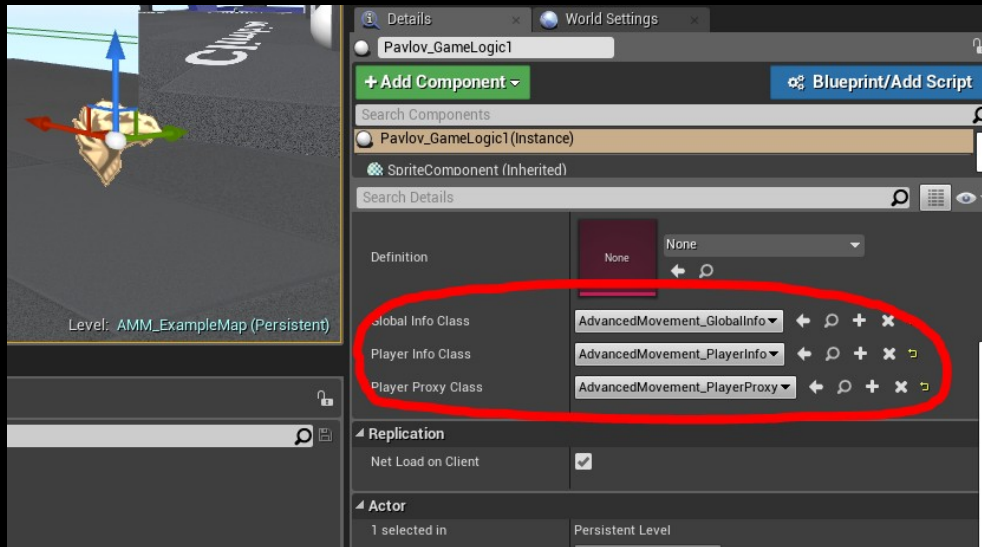 Details
World Settings
Pavlov_GameLogic1
+Add Component
Blueprint/Add Script
Search Components
Pavlov_GameLogic1(Instance)
SpriteComponent (Inherited)
Search Details
Definition
None
None
Level: AMM_ExampleMap (Persistent)
Global Info Class
AdvancedMovement_GlobalInfo
Player Info Class
AdvancedMovement_PlayerInfo
Player Proxy Class
AdvancedMovement_PlayerProxy
Replication
Net Load on Client
Actor
1 selected in
Persistent Level